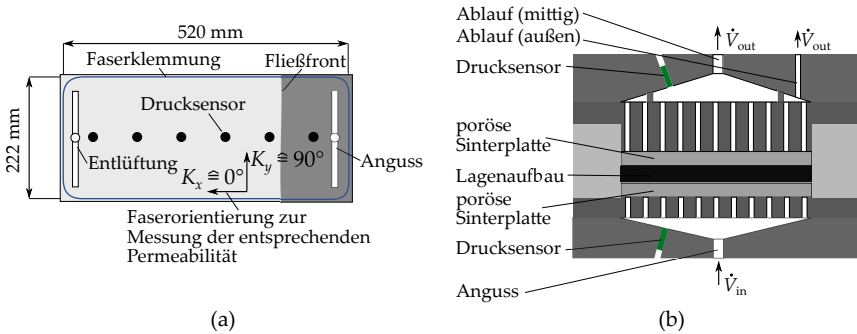 520 mm
Faserklemmung
Fließfront
222 mm
Drucksensor
Entlüftung
K_x ≙ 0°
K_y ≙ 90°
Anguss
Faserorientierung zur
Messung der entsprechenden
Permeabilität
(a)
Ablauf (mittig)
Ablauf (außen)
V̇_out
V̇_out
Drucksensor
poröse
Sinterplatte
Lagenaufbau
poröse
Sinterplatte
Drucksensor
Anguss
V̇_in
(b)